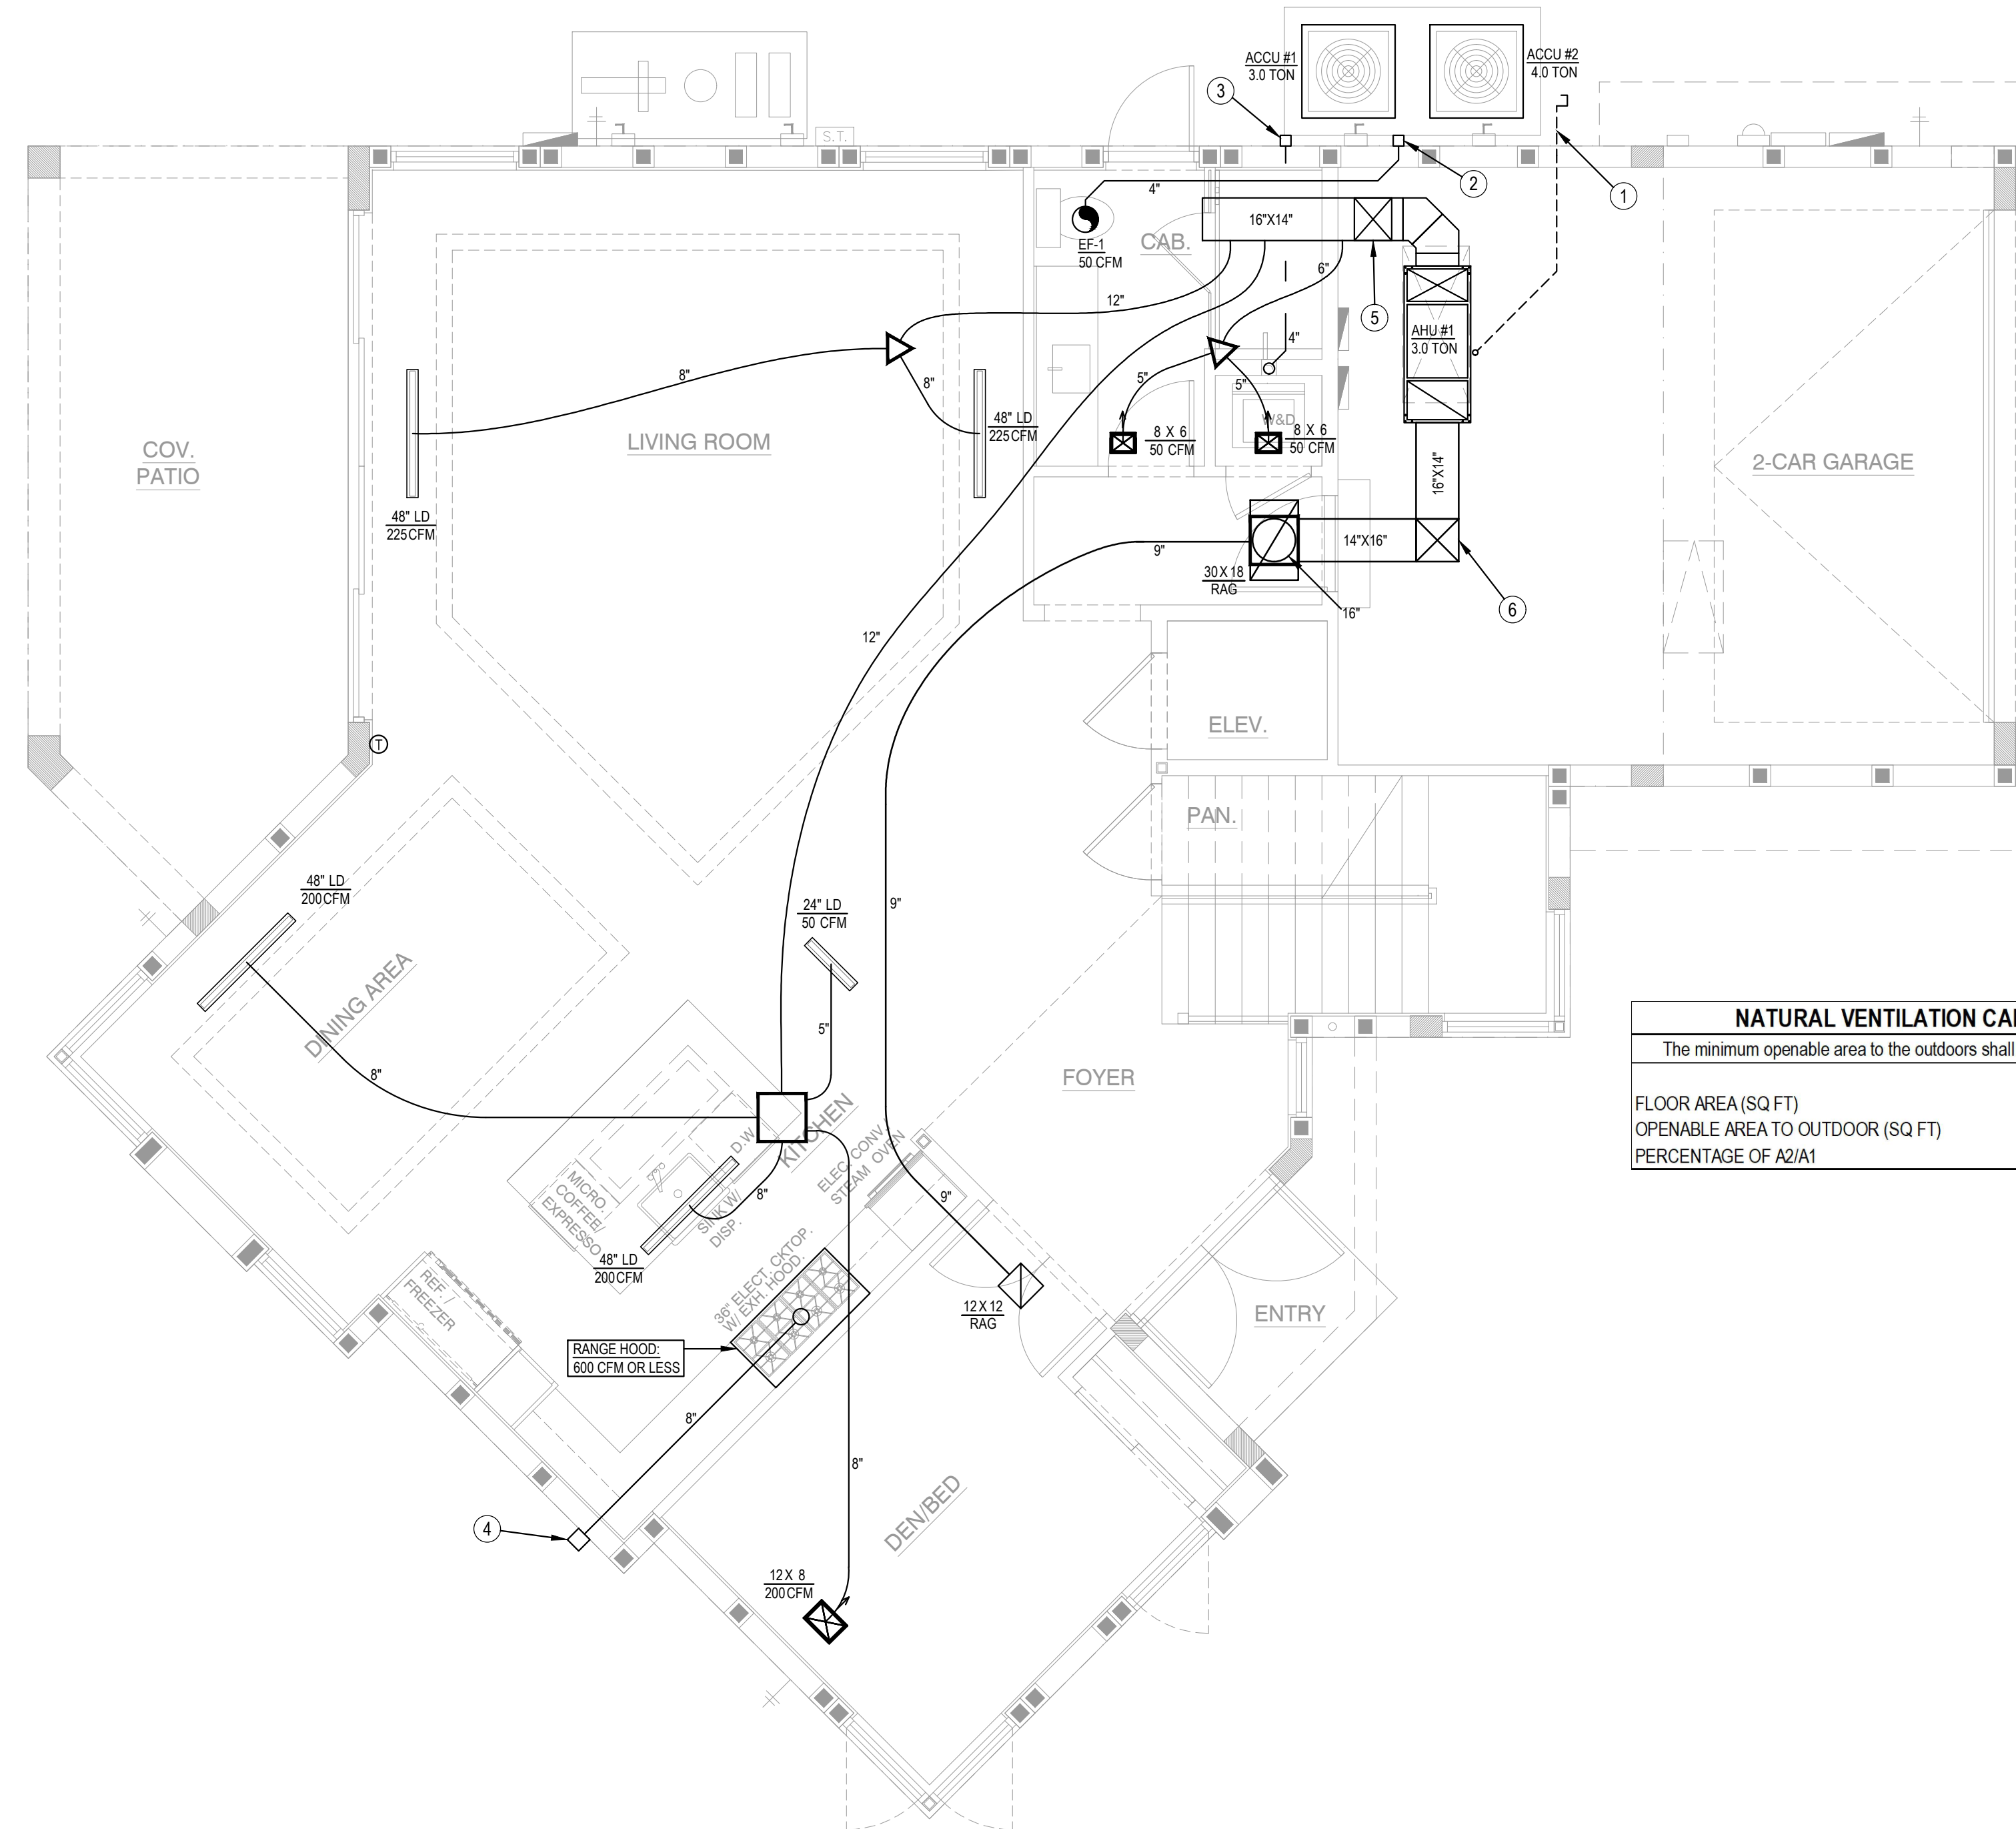 ACCU #1
3.0 TON
ACCU #2
4.0 TON
3
S.T.
2
1
4"
16"X14"
EF-1
50 CFM
CAB.
6"
12"
5
4"
AHU #1
3.0 TON
8"
8"
5"
5"
48" LD
225 CFM
W&D
8 X 6
50 CFM
8 X 6
50 CFM
COV.
PATIO
LIVING ROOM
16"X14"
2-CAR GARAGE
48" LD
225 CFM
9"
14"X16"
30 X 18
RAG
16"
6
12"
ELEV.
T
PAN.
48" LD
200 CFM
24" LD
50 CFM
9"
DINING AREA
5"
8"
FOYER
NATURAL VENTILATION
The minimum openable area to the outdoors shall
FLOOR AREA (SQ FT)
OPENABLE AREA TO OUTDOOR (SQ FT)
PERCENTAGE OF A2/A1
D.W.
KITCHEN
ELEC. CONV.
STEAM OVEN
MICRO.
COFFEE/
EXPRESSO
SINK W/
DISP.
8"
9"
48" LD
200 CFM
REF. /
FREEZER
36" ELECT. CKTOP.
W/ EXH. HOOD.
12 X 12
RAG
ENTRY
RANGE HOOD:
600 CFM OR LESS
8"
8"
4
DEN/BED
12 X 8
200 CFM